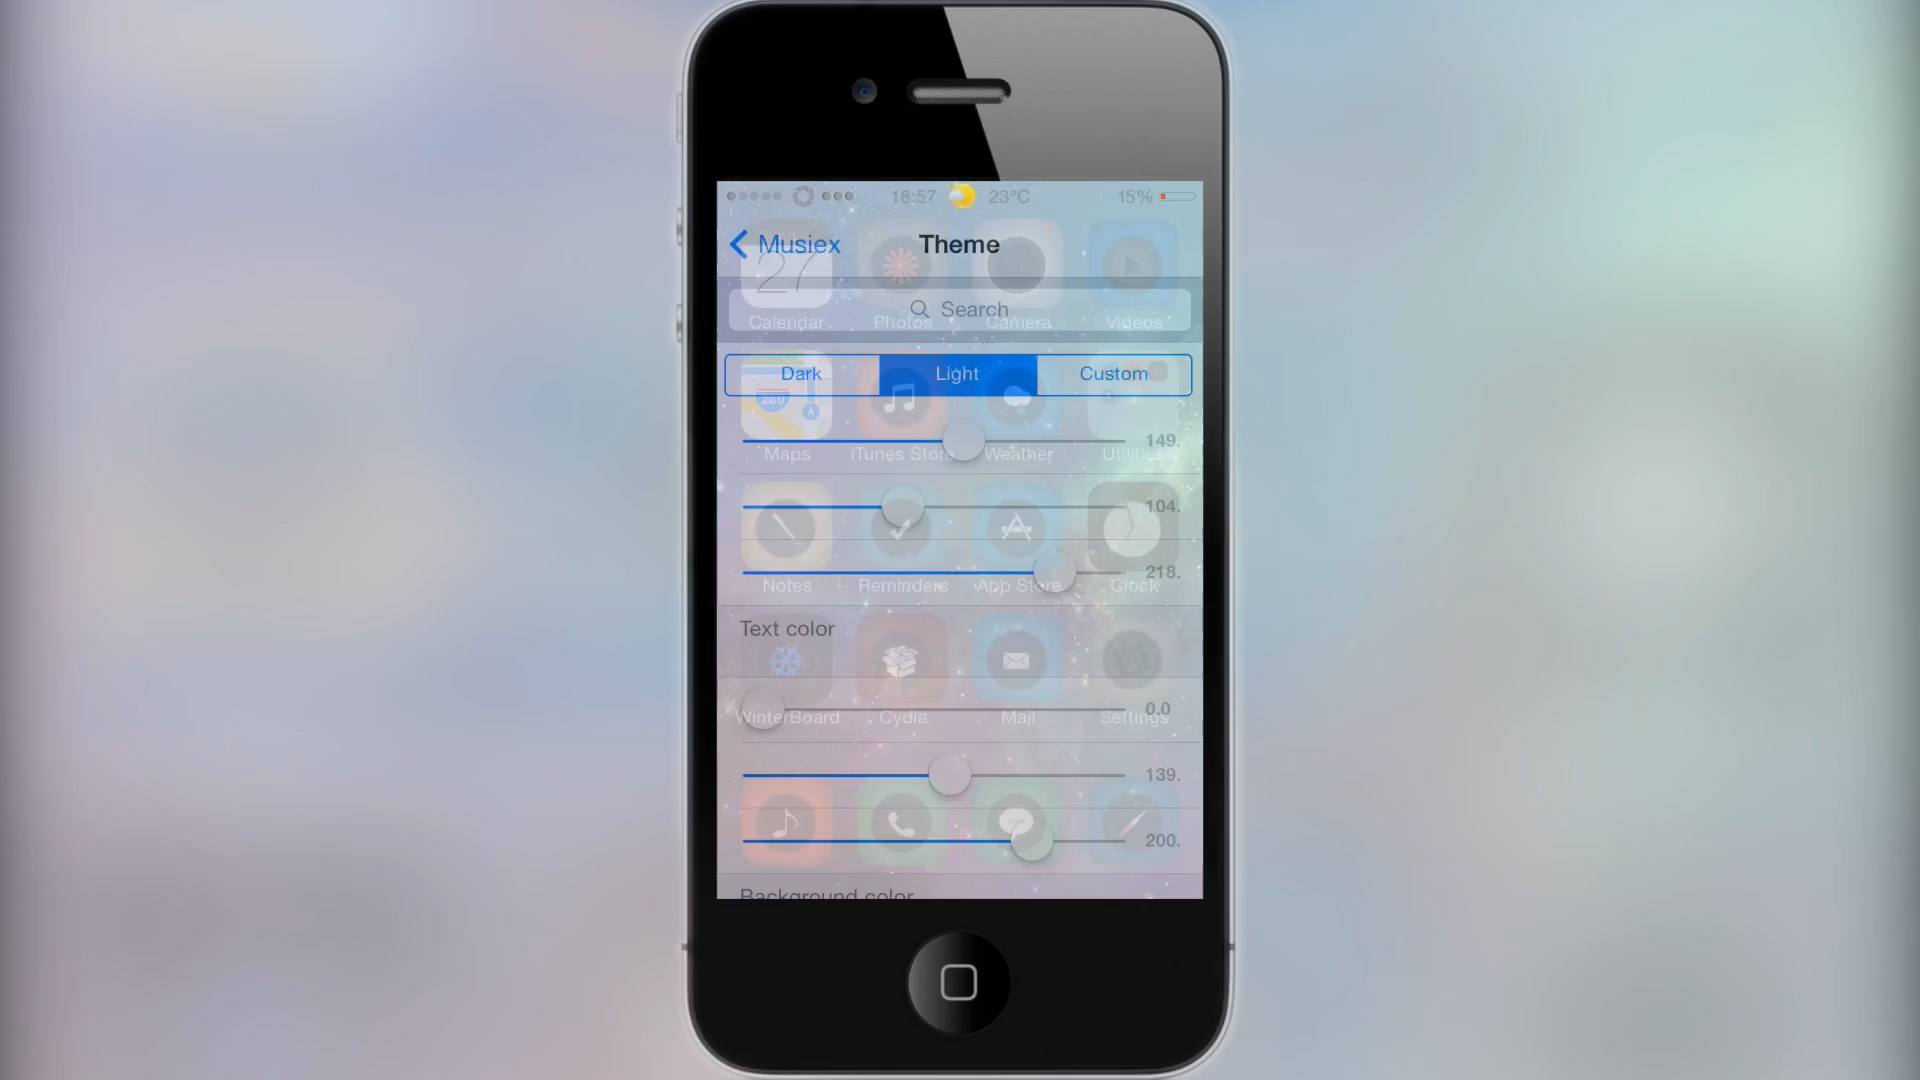 18:57 23°C 15%
Musiex Theme
27
Search
Calendar Photos Camera Videos
Dark Light Custom
280
149.
Maps iTunes Store Weather Utilities
104.
218.
Notes Reminders App Store Clock
Text color
0.0
WinterBoard Cydia Mail Settings
139.
200.
Background color